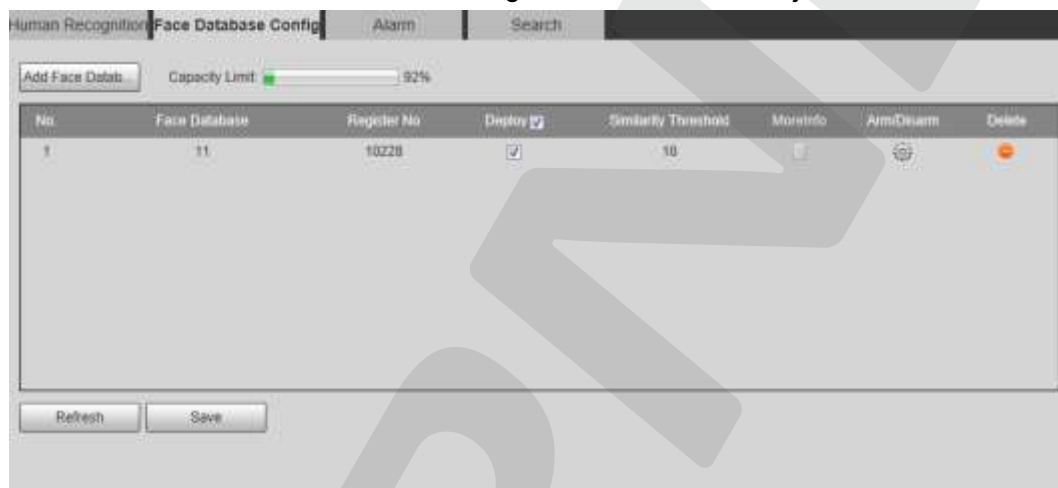 Human Recognition Face Database Config Alarm Search
Add Face Datab... Capacity Limit 92%
No. Face Database Register No Deploy Similarity Threshold MoreInfo Arm/Disarm Delete
1 11 10228 10
Refresh Save